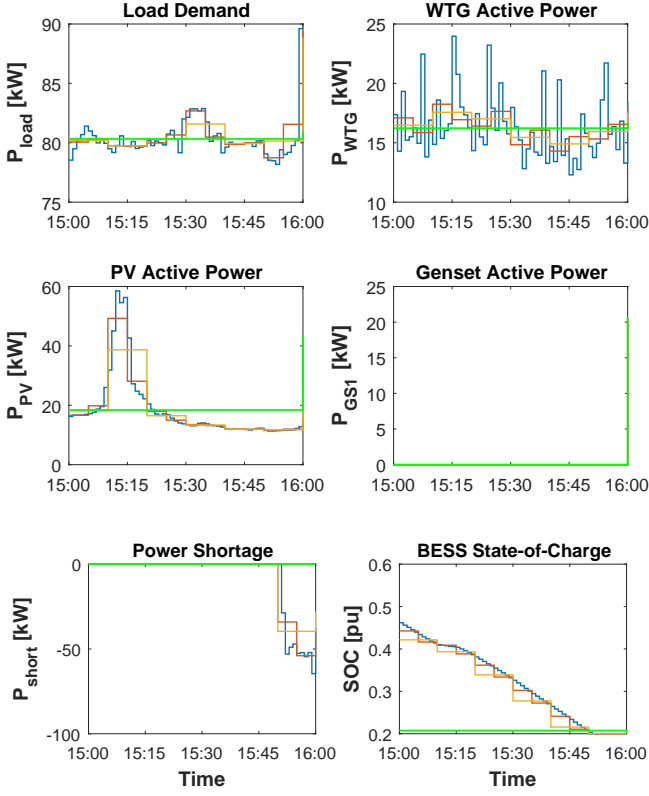 Load Demand
P_load [kW]
90
85
80
75
15:00 15:15 15:30 15:45 16:00
WTG Active Power
P_WTG [kW]
25
20
15
10
15:00 15:15 15:30 15:45 16:00
PV Active Power
P_PV [kW]
60
40
20
0
15:00 15:15 15:30 15:45 16:00
Genset Active Power
P_GS1 [kW]
25
20
15
10
5
0
15:00 15:15 15:30 15:45 16:00
Power Shortage
P_short [kW]
0
-50
-100
15:00 15:15 15:30 15:45 16:00
Time
BESS State-of-Charge
SOC [pu]
0.6
0.5
0.4
0.3
0.2
15:00 15:15 15:30 15:45 16:00
Time